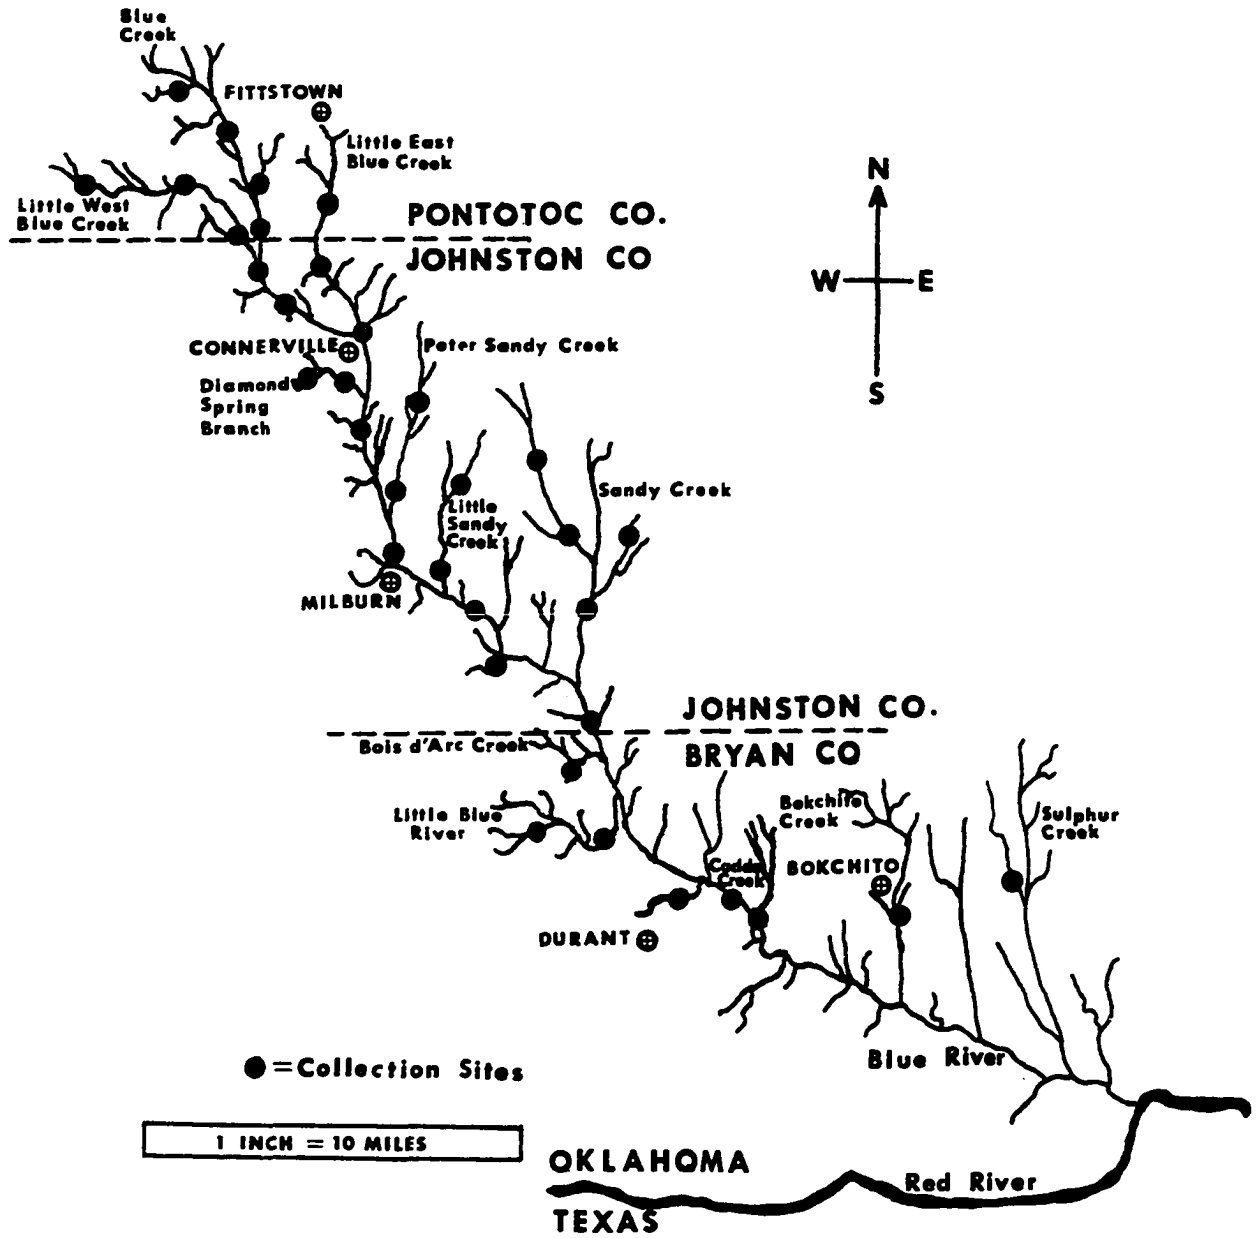 Blue
Creek
FITTSTOWN
Little East
Blue Creek
Little West
Blue Creek
PONTOTOC CO.
JOHNSTON CO
N
W
E
S
CONNERVILLE
Peter Sandy Creek
Diamond
Spring
Branch
Sandy Creek
Little
Sandy
Creek
MILBURN
JOHNSTON CO.
BRYAN CO
Bois d'Arc Creek
Little Blue
River
Bokchito
Creek
Sulphur
Creek
Caddo
Creek
BOKCHITO
DURANT
Blue River
=Collection Sites
1 INCH = 10 MILES
OKLAHOMA
Red River
TEXAS